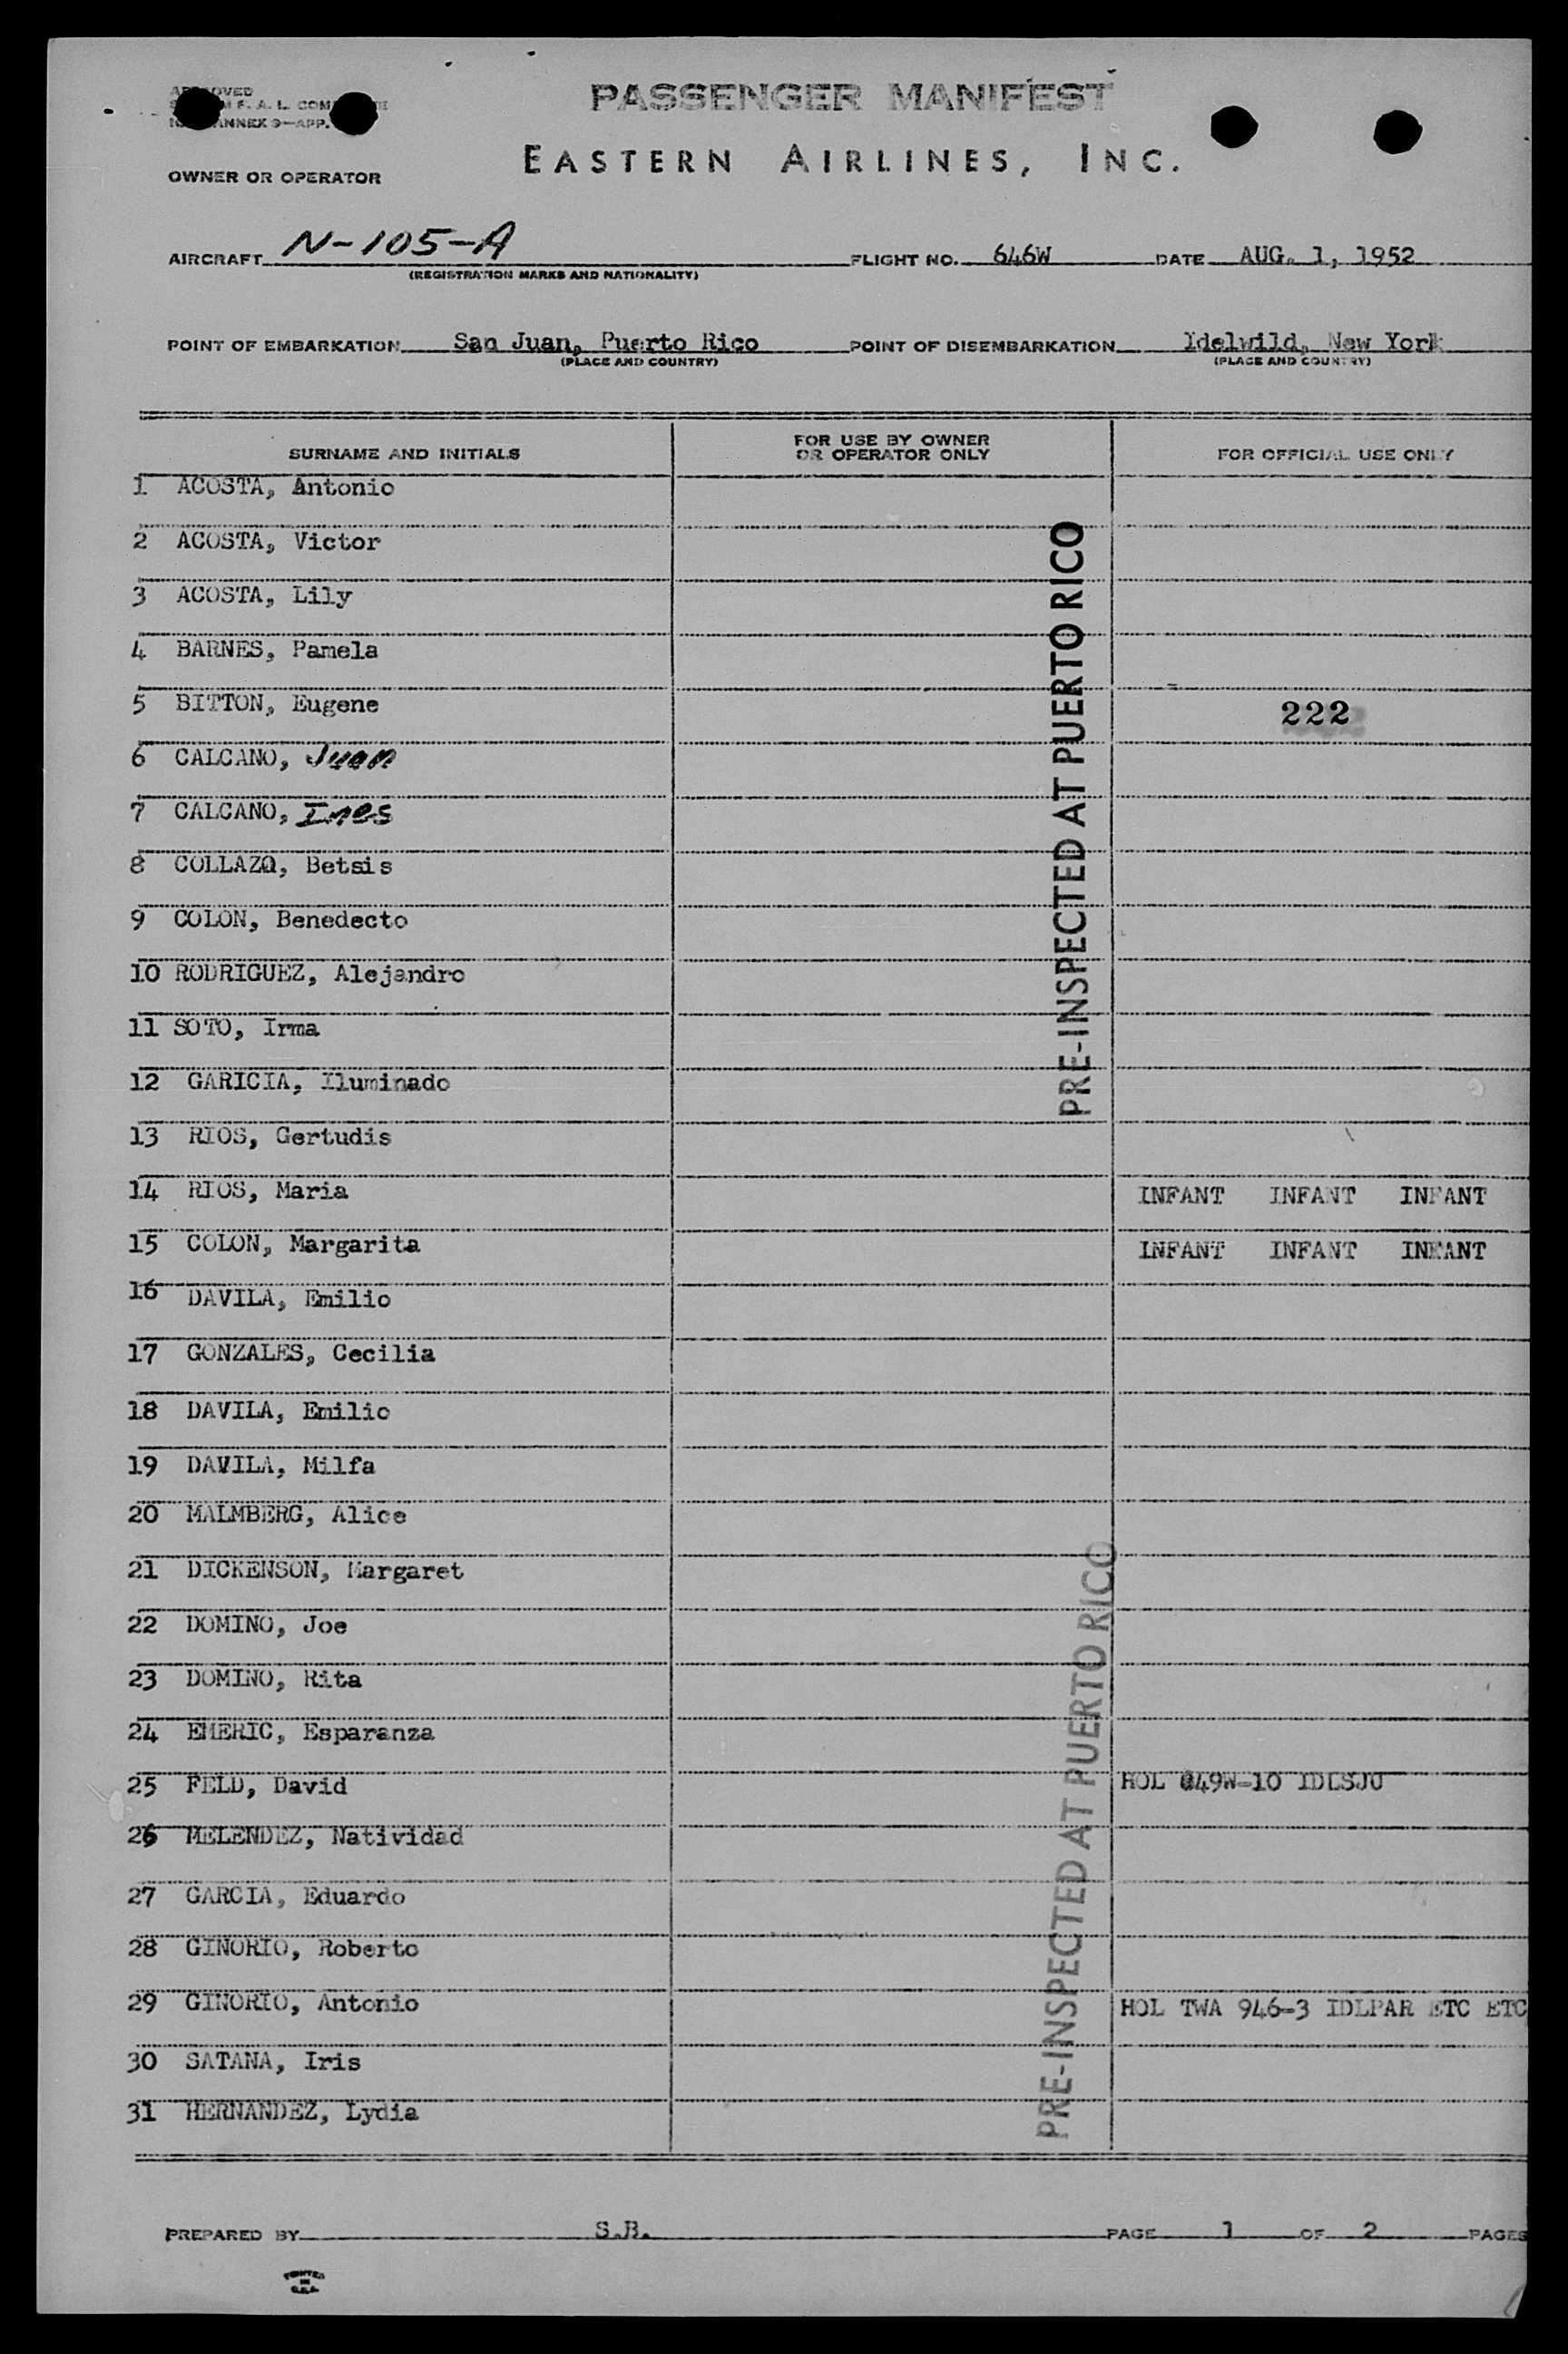 PASSENGER MANIFEST
EASTERN AIRLINES, INC.
OWNER OR OPERATOR
AIRCRAFT N-105-A FLIGHT NO. 646W DATE AUG. 1, 1952
(REGISTRATION MARKS AND NATIONALITY)
POINT OF EMBARKATION San Juan, Puerto Rico POINT OF DISEMBARKATION Idelwild, New York
(PLACE AND COUNTRY) (PLACE AND COUNTRY)
SURNAME AND INITIALS FOR USE BY OWNER OR OPERATOR ONLY FOR OFFICIAL USE ONLY
1 ACOSTA, Antonio
2 ACOSTA, Victor
3 ACOSTA, Lily
4 BARNES, Pamela
5 BITTON, Eugene 222
6 CALCANO, Juan
7 CALCANO, Ines
8 COLLAZO, Betsis
9 COLON, Benedecto
10 RODRIGUEZ, Alejandro
11 SOTO, Irma
12 GARICIA, Iluminado
13 RIOS, Gertudis
14 RIOS, Maria INFANT INFANT INFANT
15 COLON, Margarita INFANT INFANT INFANT
16 DAVILA, Emilio
17 GONZALES, Cecilia
18 DAVILA, Emilio
19 DAVILA, Milfa
20 MALMBERG, Alice
21 DICKENSON, Margaret
22 DOMINO, Joe
23 DOMINO, Rita
24 EMERIC, Esparanza
25 FELD, David HOL 849W-10 IDLSJU
26 MELENDEZ, Natividad
27 GARCIA, Eduardo
28 GINORIO, Roberto
29 GINORIO, Antonio HOL TWA 946-3 IDLPAR ETC ETC
30 SATANA, Iris
31 HERNANDEZ, Lydia
PRE-INSPECTED AT PUERTO RICO
PRE-INSPECTED AT PUERTO RICO
PREPARED BY S.B. PAGE 1 OF 2 PAGES